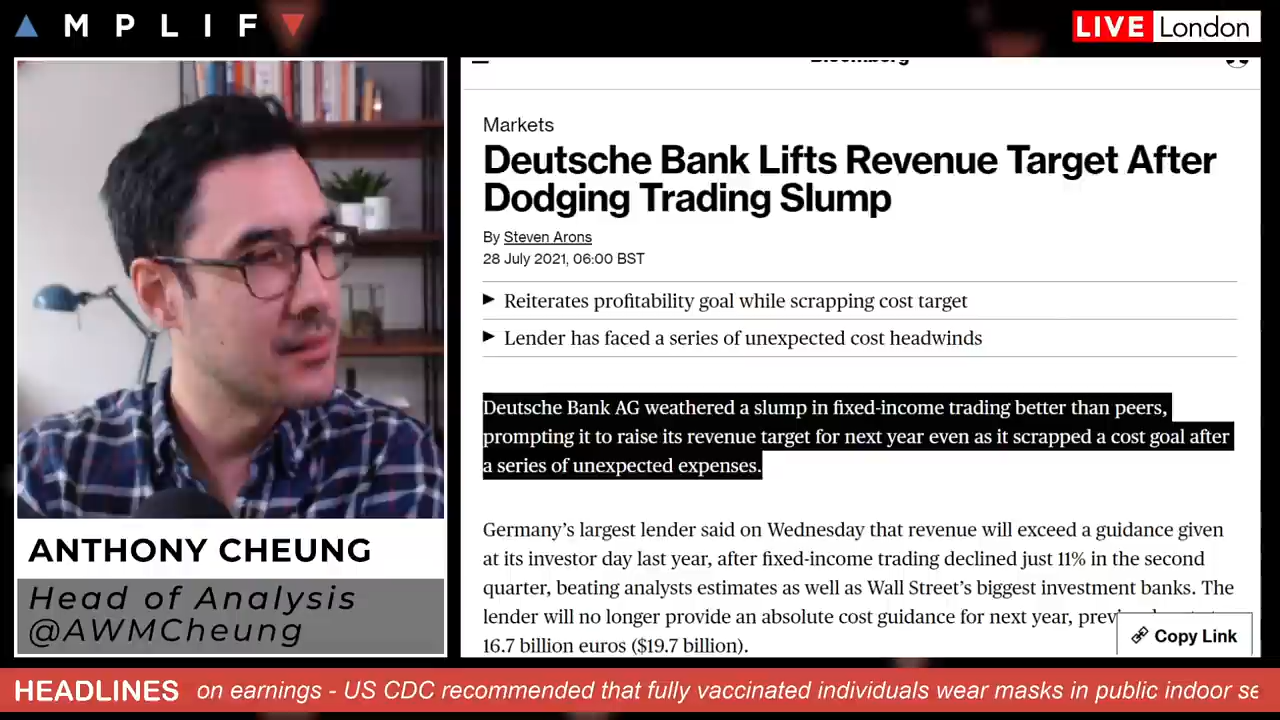 AMPLIFY
LIVE London
Bloomberg
Markets
Deutsche Bank Lifts Revenue Target After
Dodging Trading Slump
By Steven Arons
28 July 2021, 06:00 BST
Reiterates profitability goal while scrapping cost target
Lender has faced a series of unexpected cost headwinds
Deutsche Bank AG weathered a slump in fixed-income trading better than peers,
prompting it to raise its revenue target for next year even as it scrapped a cost goal after
a series of unexpected expenses.
Germany’s largest lender said on Wednesday that revenue will exceed a guidance given
at its investor day last year, after fixed-income trading declined just 11% in the second
quarter, beating analysts estimates as well as Wall Street’s biggest investment banks. The
lender will no longer provide an absolute cost guidance for next year,
16.7 billion euros ($19.7 billion).
Copy Link
ANTHONY CHEUNG
Head of Analysis
@AWMCheung
HEADLINES on earnings - US CDC recommended that fully vaccinated individuals wear masks in public indoor